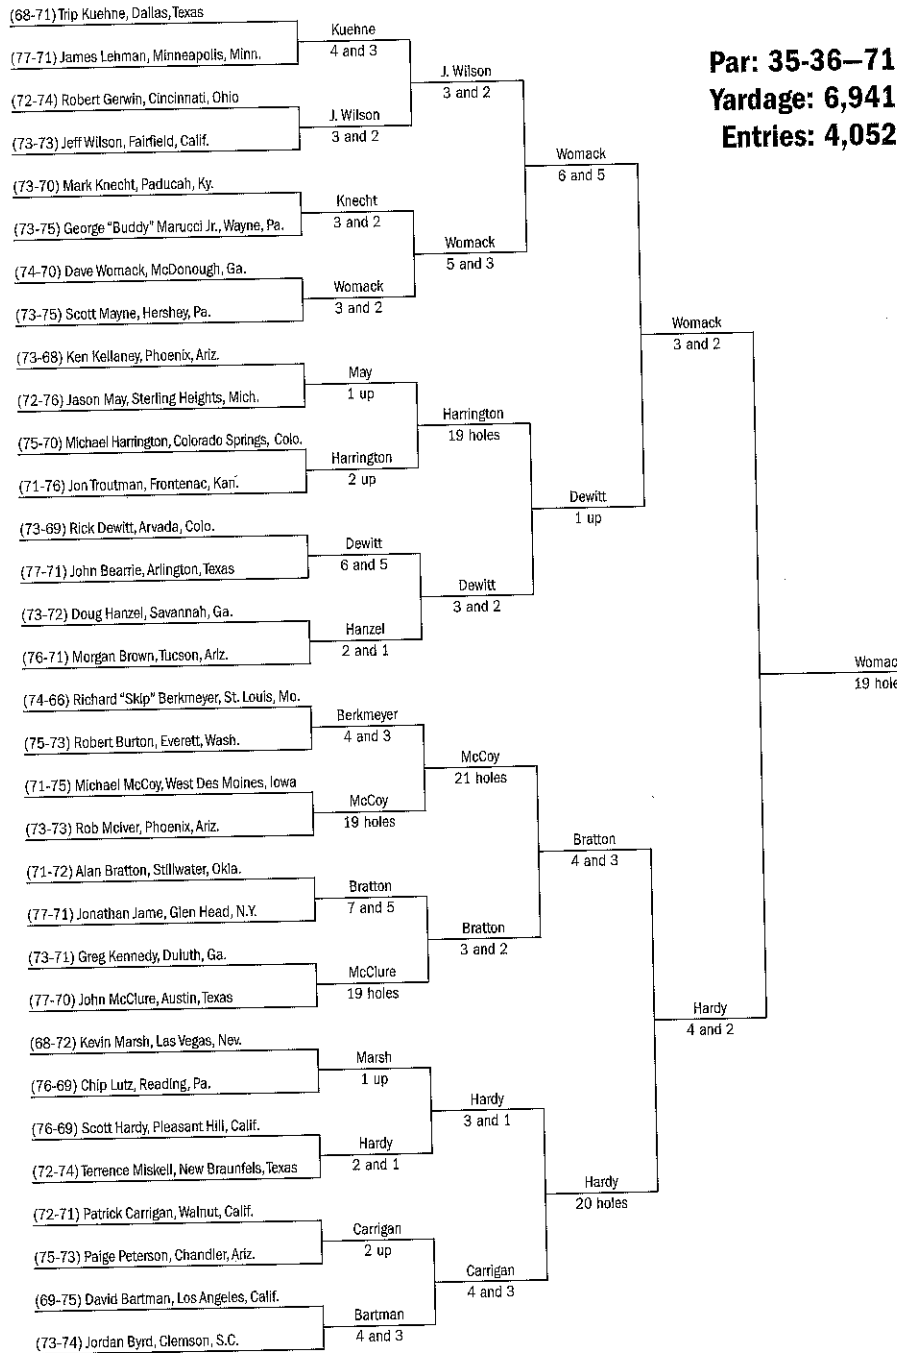 (68-71) Trip Kuehne, Dallas, Texas
(77-71) James Lehman, Minneapolis, Minn.
(72-74) Robert Gerwin, Cincinnati, Ohio
(73-73) Jeff Wilson, Fairfield, Calif.
(73-70) Mark Knecht, Paducah, Ky.
(73-75) George "Buddy" Marucci Jr., Wayne, Pa.
(74-70) Dave Womack, McDonough, Ga.
(73-75) Scott Mayne, Hershey, Pa.
(73-68) Ken Kellaney, Phoenix, Ariz.
(72-76) Jason May, Sterling Heights, Mich.
(75-70) Michael Harrington, Colorado Springs, Colo.
(71-76) Jon Troutman, Frontenac, Kan.
(73-69) Rick Dewitt, Arvada, Colo.
(77-71) John Bearrie, Arlington, Texas
(73-72) Doug Hanzel, Savannah, Ga.
(76-71) Morgan Brown, Tucson, Ariz.
(74-66) Richard "Skip" Berkmeyer, St. Louis, Mo.
(75-73) Robert Burton, Everett, Wash.
(71-75) Michael McCoy, West Des Moines, Iowa
(73-73) Rob McIver, Phoenix, Ariz.
(71-72) Alan Bratton, Stillwater, Okla.
(77-71) Jonathan Jame, Glen Head, N.Y.
(73-71) Greg Kennedy, Duluth, Ga.
(77-70) John McClure, Austin, Texas
(68-72) Kevin Marsh, Las Vegas, Nev.
(76-69) Chip Lutz, Reading, Pa.
(76-69) Scott Hardy, Pleasant Hill, Calif.
(72-74) Terrence Miskell, New Braunfels, Texas
(72-71) Patrick Carrigan, Walnut, Calif.
(75-73) Paige Peterson, Chandler, Ariz.
(69-75) David Bartman, Los Angeles, Calif.
(73-74) Jordan Byrd, Clemson, S.C.
Kuehne
4 and 3
J. Wilson
3 and 2
Knecht
3 and 2
Womack
3 and 2
May
1 up
Harrington
2 up
Dewitt
6 and 5
Hanzel
2 and 1
Berkmeyer
4 and 3
McCoy
19 holes
Bratton
7 and 5
McClure
19 holes
Marsh
1 up
Hardy
2 and 1
Carrigan
2 up
Bartman
4 and 3
J. Wilson
3 and 2
Womack
5 and 3
Harrington
19 holes
Dewitt
3 and 2
McCoy
21 holes
Bratton
3 and 2
Hardy
3 and 1
Carrigan
4 and 3
Womack
6 and 5
Dewitt
1 up
Bratton
4 and 3
Hardy
20 holes
Womack
3 and 2
Hardy
4 and 2
Womac
19 hole
Par: 35-36—71
Yardage: 6,941
Entries: 4,052